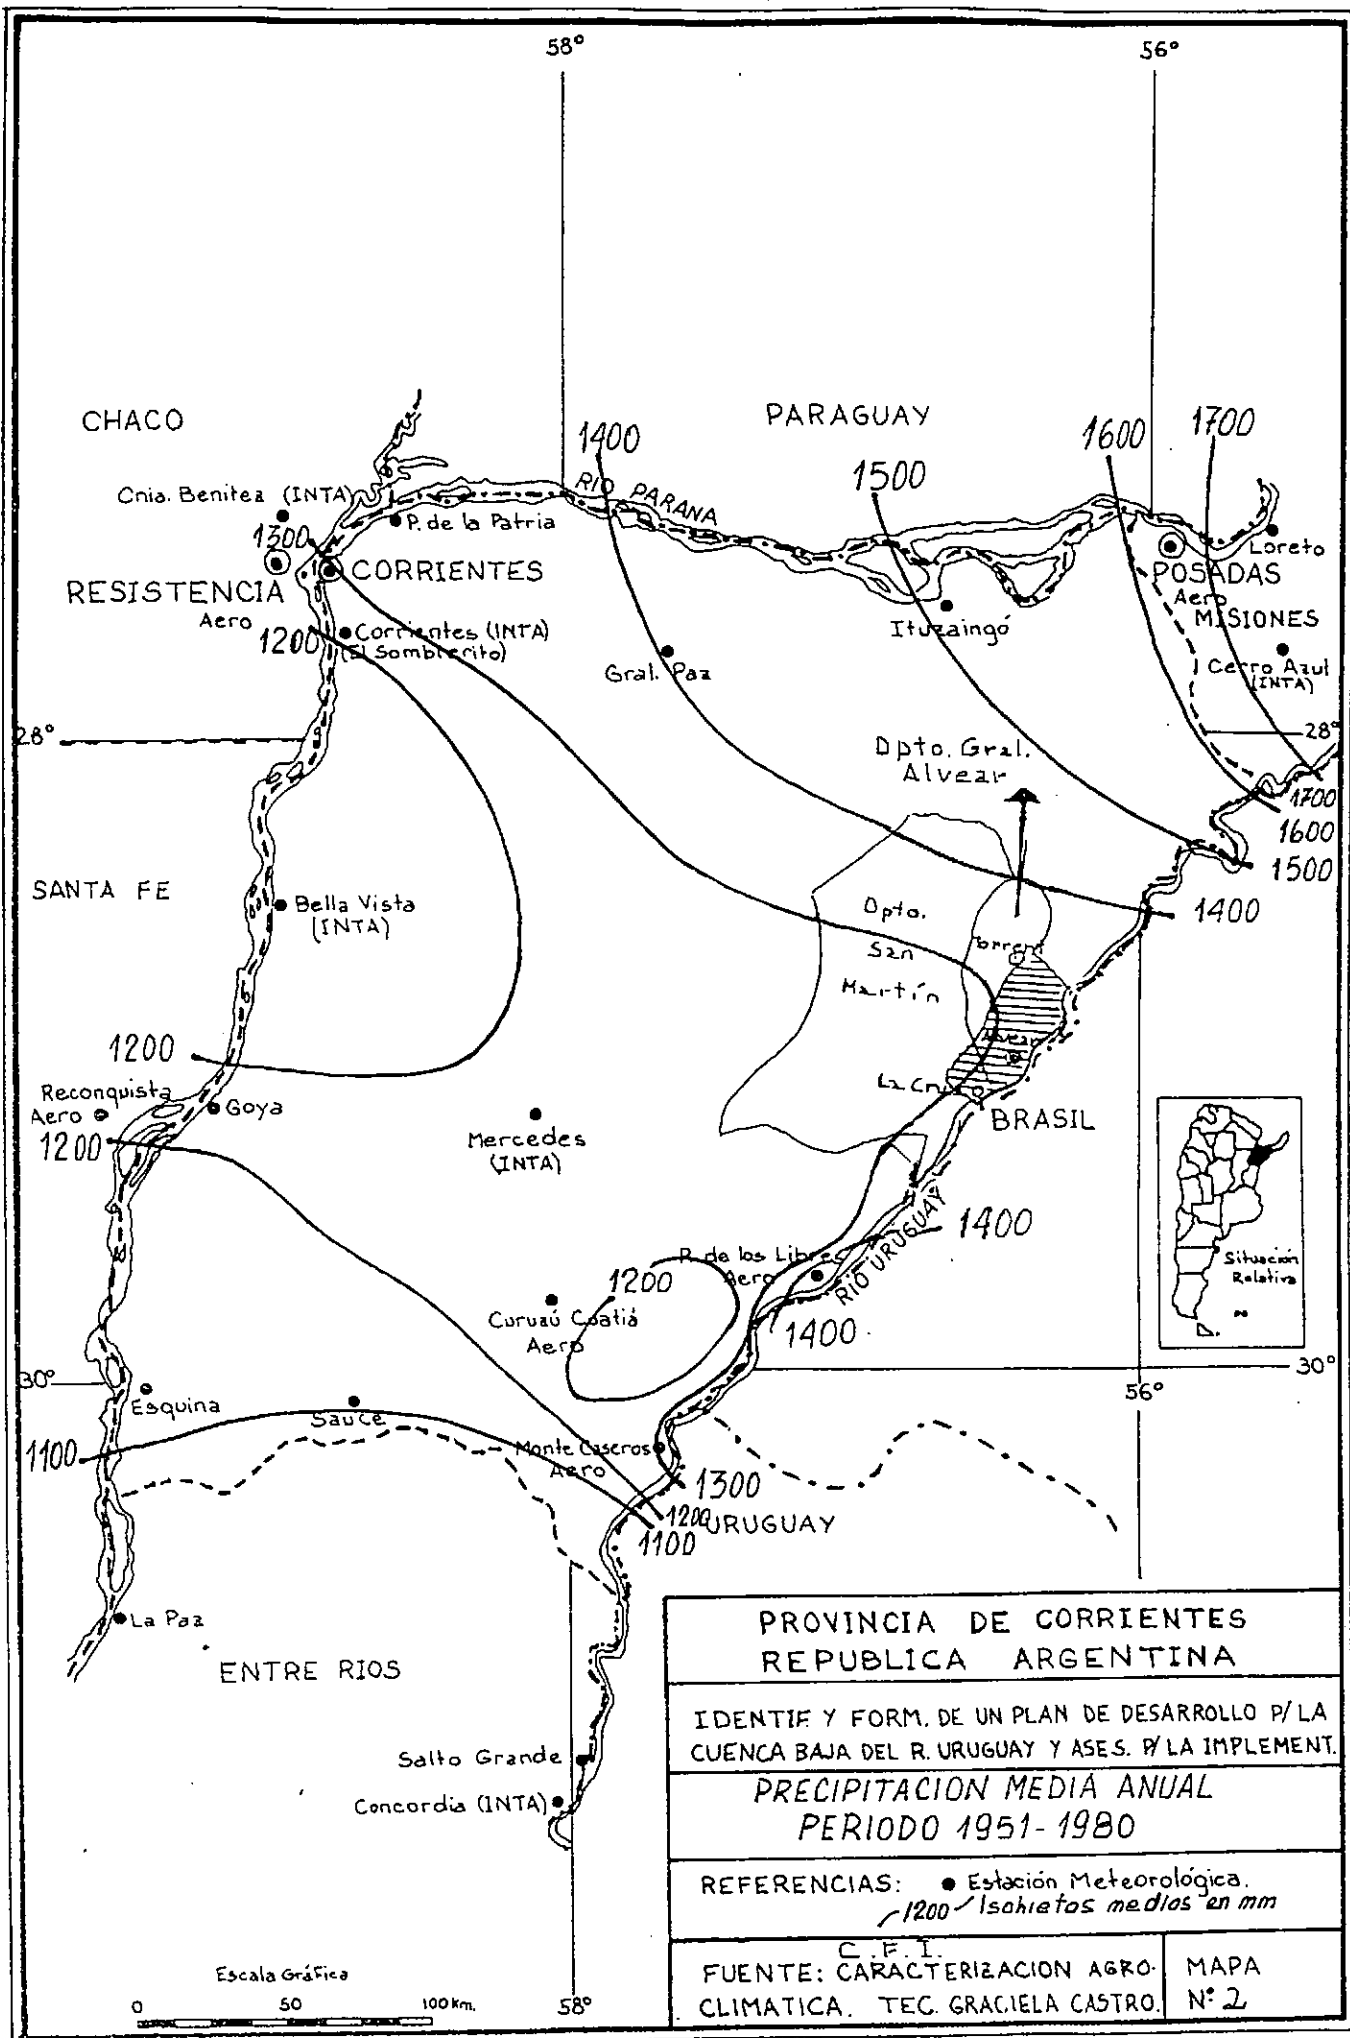 58°
56°
CHACO
PARAGUAY
1400
1600
1700
1500
RIO PARANA
Cnia. Benitez (INTA)
P. de la Patria
1300
Loreto
CORRIENTES
POSADAS
Aero
RESISTENCIA
Aero
MISIONES
1200
Corrientes (INTA)
(El Sombrerito)
Ituzaingó
Gral. Paz
Cerro Azul
(INTA)
28°
28°
Dpto. Gral.
Alvear
1700
1600
1500
SANTA FE
Bella Vista
(INTA)
Dpto.
San
Martín
1400
Torrent
Alvear
1200
La Cruz
Reconquista
Aero
Goya
BRASIL
1200
Mercedes
(INTA)
1400
P. de los Libres
Aero
RIO URUGUAY
Situación
Relativa
1200
Curuzú Cuatiá
Aero
1400
30°
30°
56°
Esquina
Sauce
1100
Monte Caseros
Aero
1300
1200
URUGUAY
1100
La Paz
ENTRE RIOS
PROVINCIA DE CORRIENTES
REPUBLICA ARGENTINA
IDENTIF. Y FORM. DE UN PLAN DE DESARROLLO P/ LA
CUENCA BAJA DEL R. URUGUAY Y ASES. P/ LA IMPLEMENT.
Salto Grande
PRECIPITACION MEDIA ANUAL
PERIODO 1951-1980
Concordia (INTA)
REFERENCIAS: Estación Meteorológica.
1200 Isohietas medias en mm
C.F.I.
FUENTE: CARACTERIZACION AGRO-
CLIMATICA. TEC. GRACIELA CASTRO.
MAPA
N° 2
Escala Gráfica
0 50 100 Km.
58°